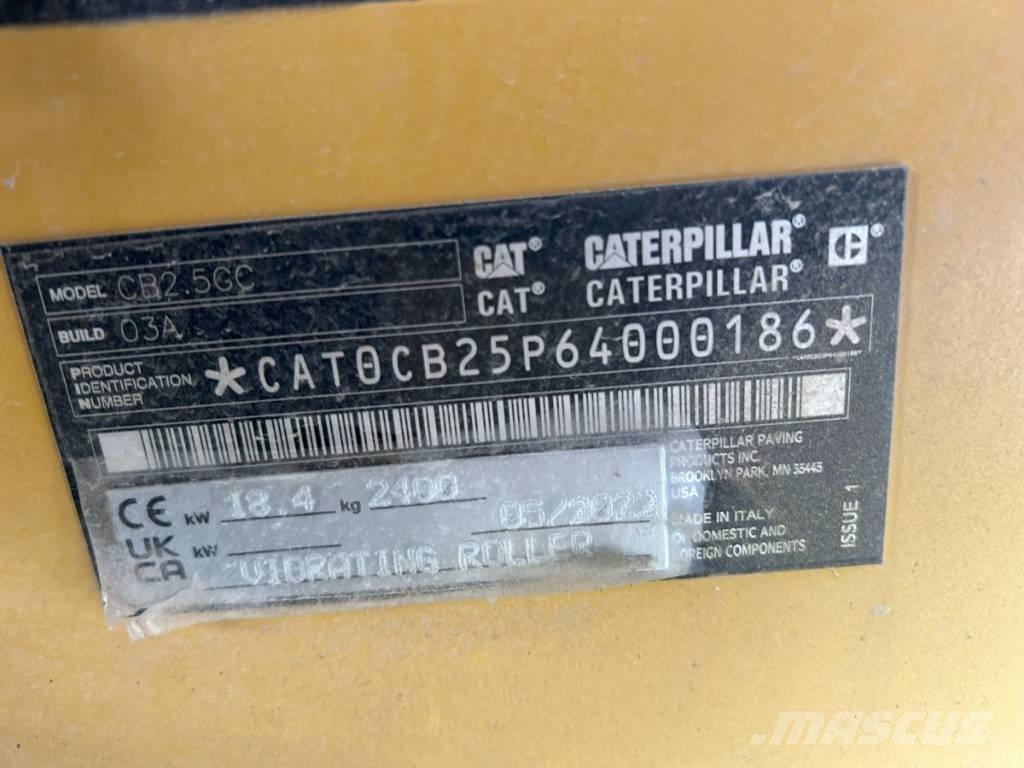 MODEL CB2.5GC
BUILD 03A
CAT® CATERPILLAR® ®
CAT® CATERPILLAR®
PRODUCT
IDENTIFICATION
NUMBER
*CAT0CB25P64000186*
CATERPILLAR PAVING
PRODUCTS INC.
BROOKLYN PARK, MN 55445
USA
MADE IN ITALY
OF DOMESTIC AND
FOREIGN COMPONENTS
ISSUE 1
CE kW 18.4 kg 2400
05/2022
UKCA kW
VIBRATING ROLLER
MASCUS